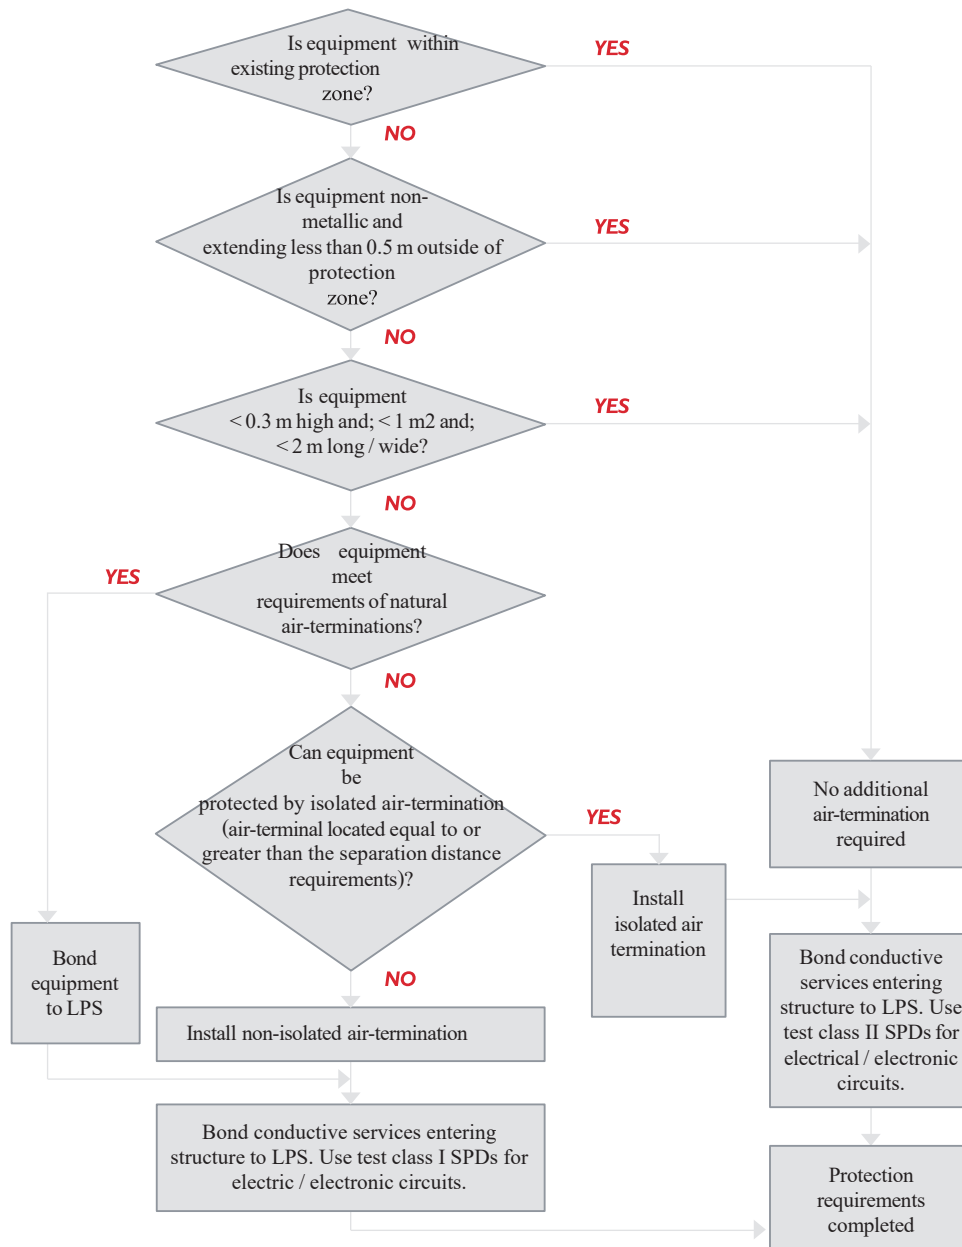 Is equipment within
existing protection
zone?
YES
NO
Is equipment non-
metallic and
extending less than 0.5 m outside of
protection
zone?
YES
NO
Is equipment
< 0.3 m high and; < 1 m2 and;
< 2 m long / wide?
YES
NO
Does equipment
meet
requirements of natural
air-terminations?
YES
NO
Can equipment
be
protected by isolated air-termination
(air-terminal located equal to or
greater than the separation distance
requirements)?
YES
NO
No additional
air-termination
required
Install
isolated air
termination
Bond
equipment
to LPS
Install non-isolated air-termination
Bond conductive
services entering
structure to LPS. Use
test class II SPDs for
electrical / electronic
circuits.
Bond conductive services entering
structure to LPS. Use test class I SPDs for
electric / electronic circuits.
Protection
requirements
completed